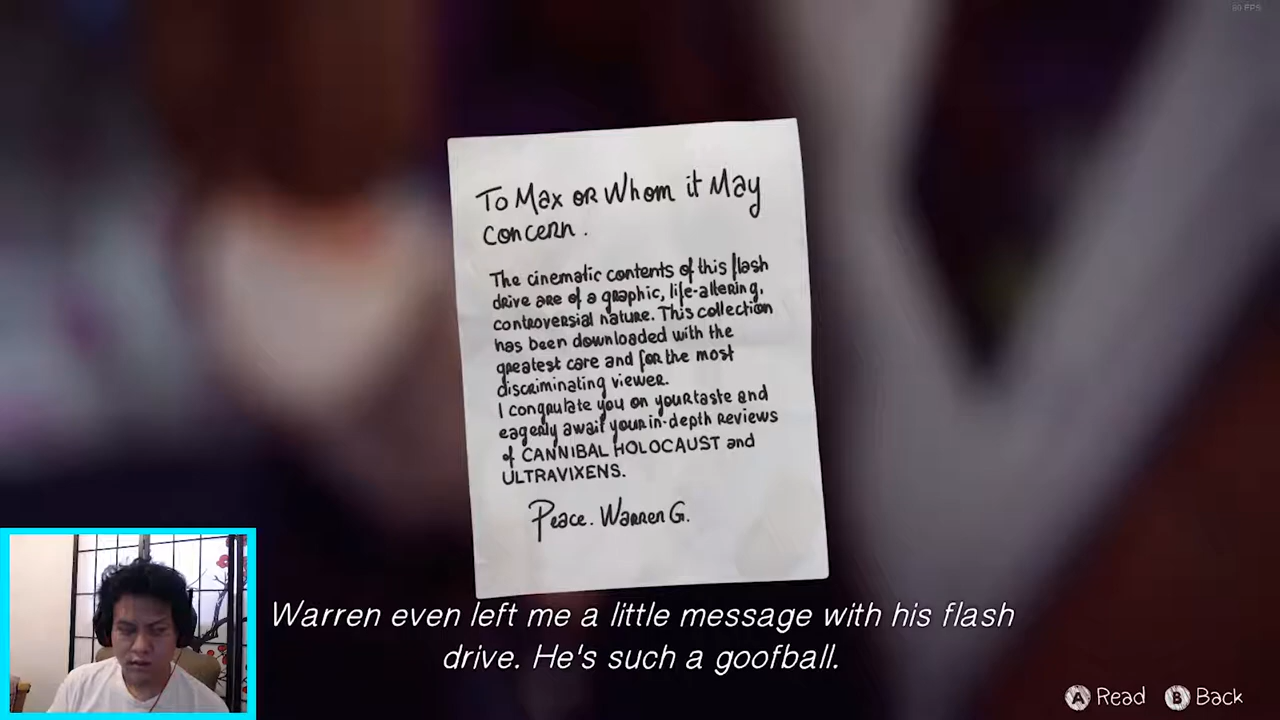 60 FPS
To Max or Whom it May
Concern.
The cinematic contents of this flash
drive are of a graphic, life-altering,
controversial nature. This collection
has been downloaded with the
greatest care and for the most
discriminating viewer.
I congrulate you on your taste and
eagerly await your in-depth reviews
of CANNIBAL HOLOCAUST and
ULTRAVIXENS.
Peace. Warren G.
Warren even left me a little message with his flash
drive. He's such a goofball.
A Read B Back